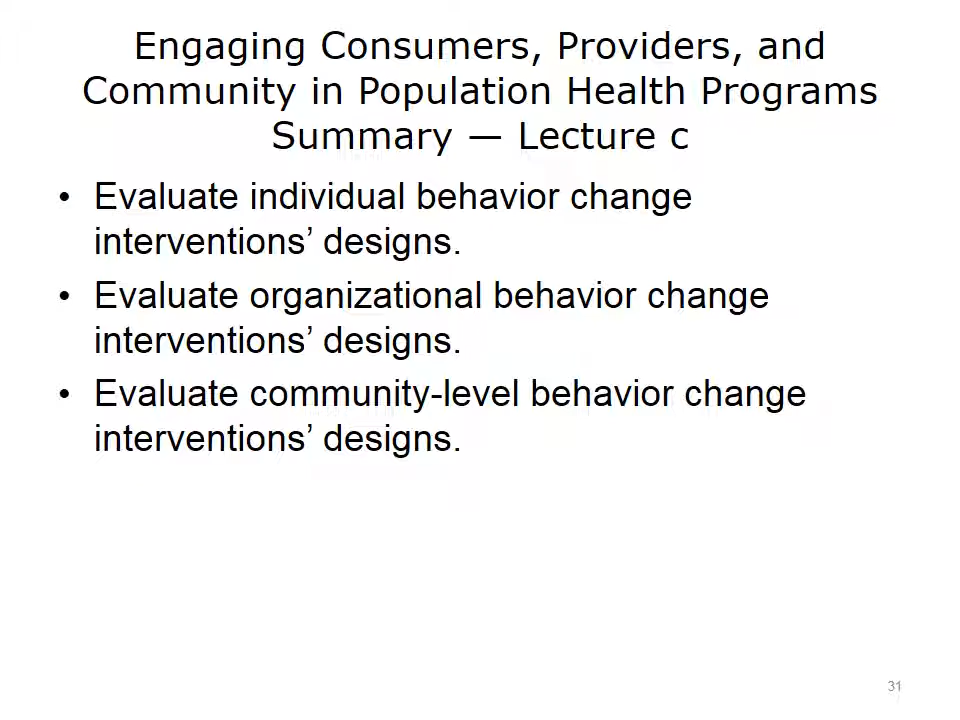 Engaging Consumers, Providers, and
Community in Population Health Programs
Summary — Lecture c
• Evaluate individual behavior change
interventions’ designs.
• Evaluate organizational behavior change
interventions’ designs.
• Evaluate community-level behavior change
interventions’ designs.
31